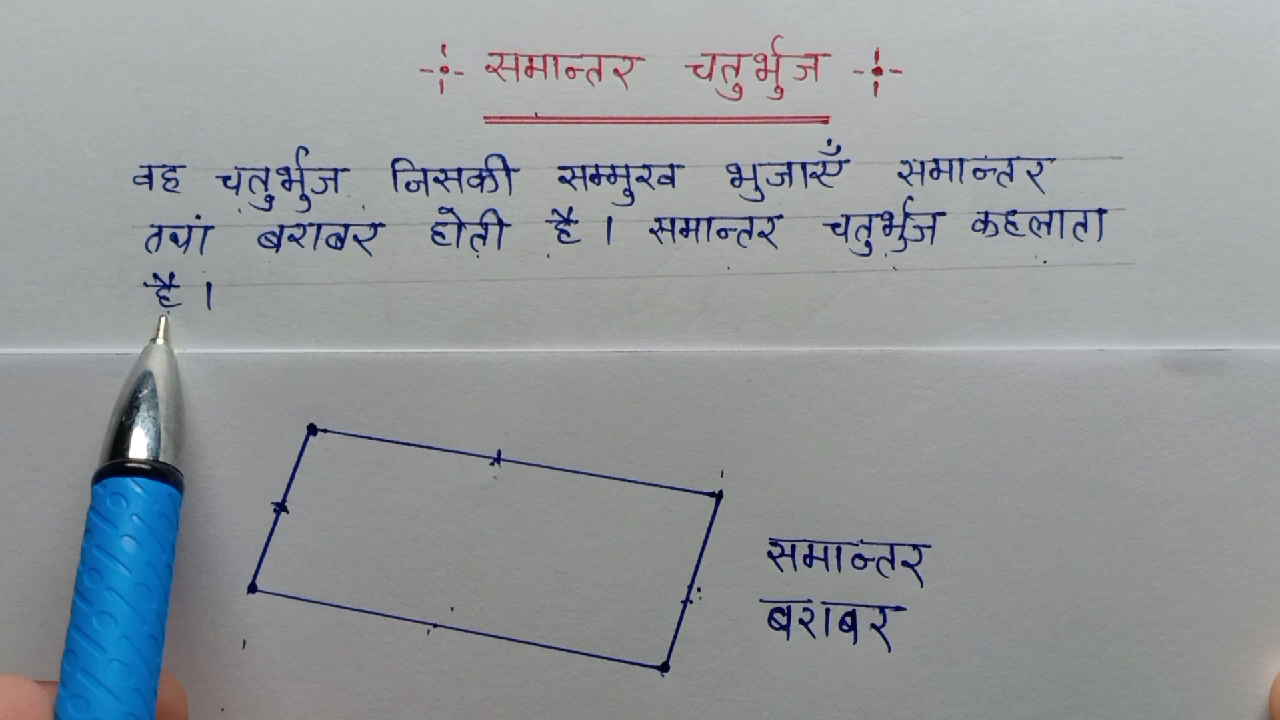 समान्तर चतुर्भुज
वह चतुर्भुज जिसकी सम्मुख भुजाएँ समान्तर
तथां बराबर होती है। समान्तर चतुर्भुज कहलाता
है।
समान्तर
बराबर